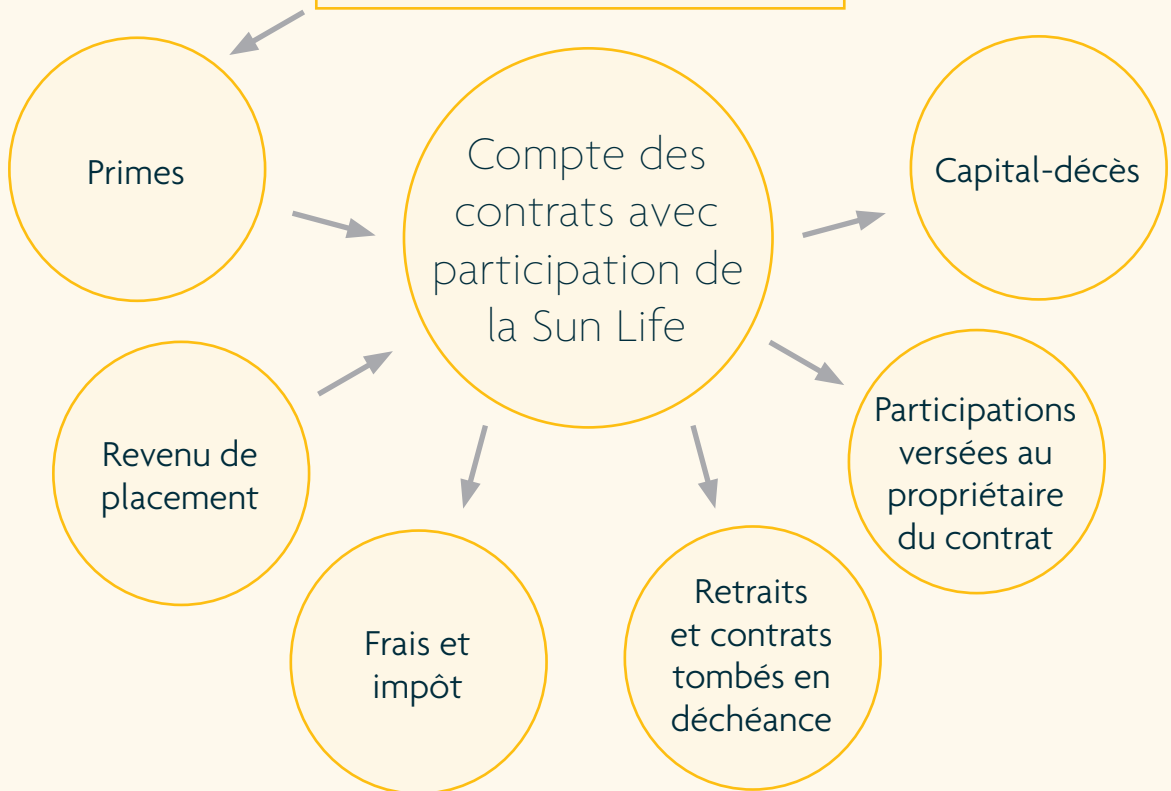 Primes
Compte des
contrats avec
participation de
la Sun Life
Capital-décès
Revenu de
placement
Participations
versées au
propriétaire
du contrat
Frais et
impôt
Retraits
et contrats
tombés en
déchéance